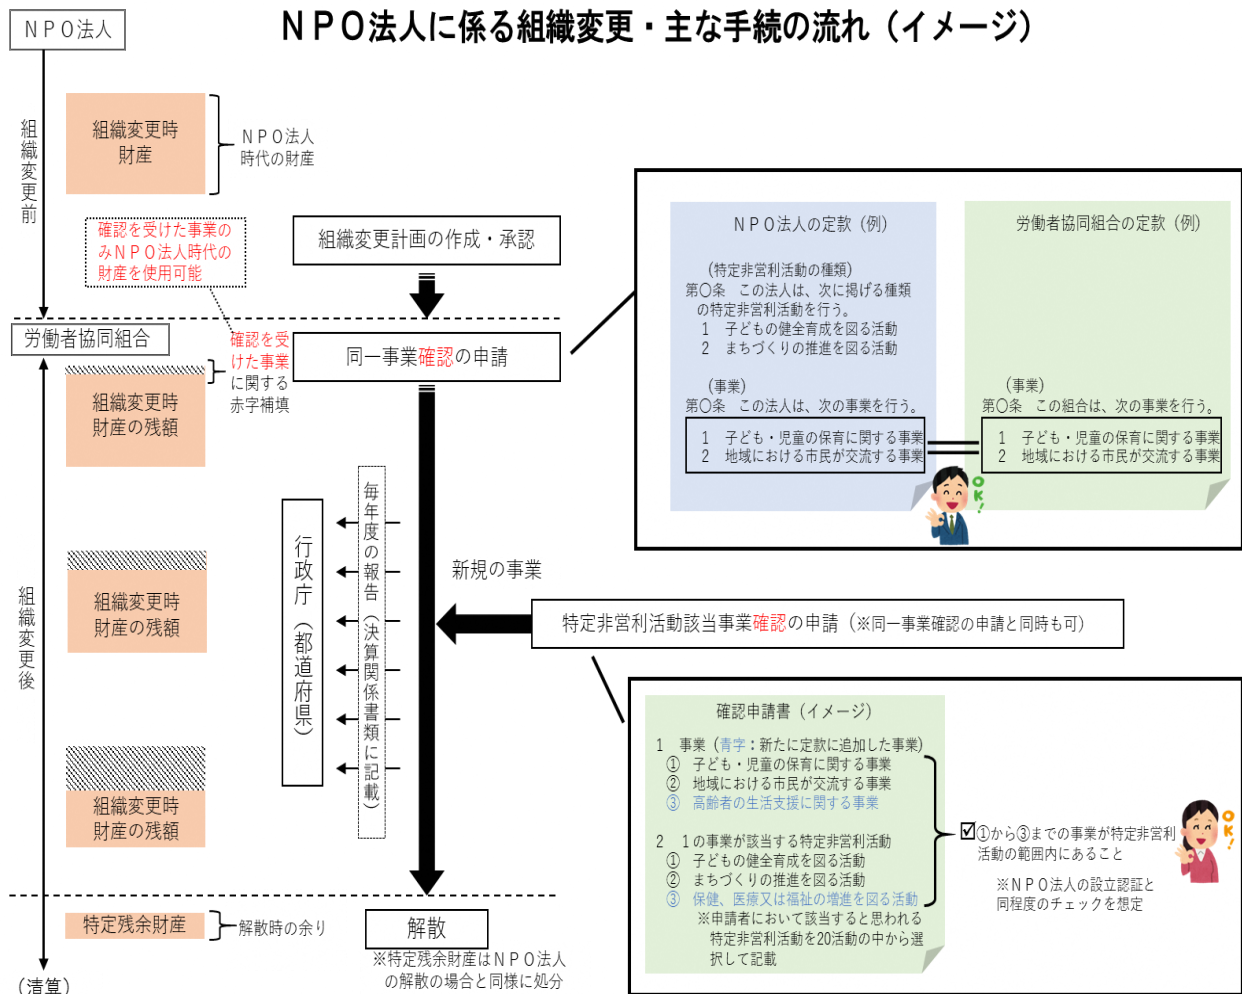 ＮＰＯ法人に係る組織変更・主な手続の流れ（イメージ）
ＮＰＯ法人
組織変更前
組織変更時
財産
ＮＰＯ法人
時代の財産
確認を受けた事業の
みＮＰＯ法人時代の
財産を使用可能
組織変更計画の作成・承認
労働者協同組合
確認を受
けた事業
に関する
赤字補填
同一事業確認の申請
組織変更時
財産の残額
組織変更後
組織変更時
財産の残額
組織変更時
財産の残額
行政庁（都道府県）
毎年度の報告（決算関係書類に記載）
新規の事業
特定非営利活動該当事業確認の申請（※同一事業確認の申請と同時も可）
ＮＰＯ法人の定款（例）
（特定非営利活動の種類）
第〇条　この法人は、次に掲げる種類
の特定非営利活動を行う。
１　子どもの健全育成を図る活動
２　まちづくりの推進を図る活動
（事業）
第〇条　この法人は、次の事業を行う。
１　子ども・児童の保育に関する事業
２　地域における市民が交流する事業
労働者協同組合の定款（例）
（事業）
第〇条　この組合は、次の事業を行う。
１　子ども・児童の保育に関する事業
２　地域における市民が交流する事業
OK!
確認申請書（イメージ）
１　事業（青字：新たに定款に追加した事業）
①　子ども・児童の保育に関する事業
②　地域における市民が交流する事業
③　高齢者の生活支援に関する事業
２　１の事業が該当する特定非営利活動
①　子どもの健全育成を図る活動
②　まちづくりの推進を図る活動
③　保健、医療又は福祉の増進を図る活動
※申請者において該当すると思われる
特定非営利活動を20活動の中から選
択して記載
☑①から③までの事業が特定非営利
活動の範囲内にあること
※ＮＰＯ法人の設立認証と
同程度のチェックを想定
OK!
特定残余財産
解散時の余り
解散
※特定残余財産はＮＰＯ法人
の解散の場合と同様に処分
（清算）